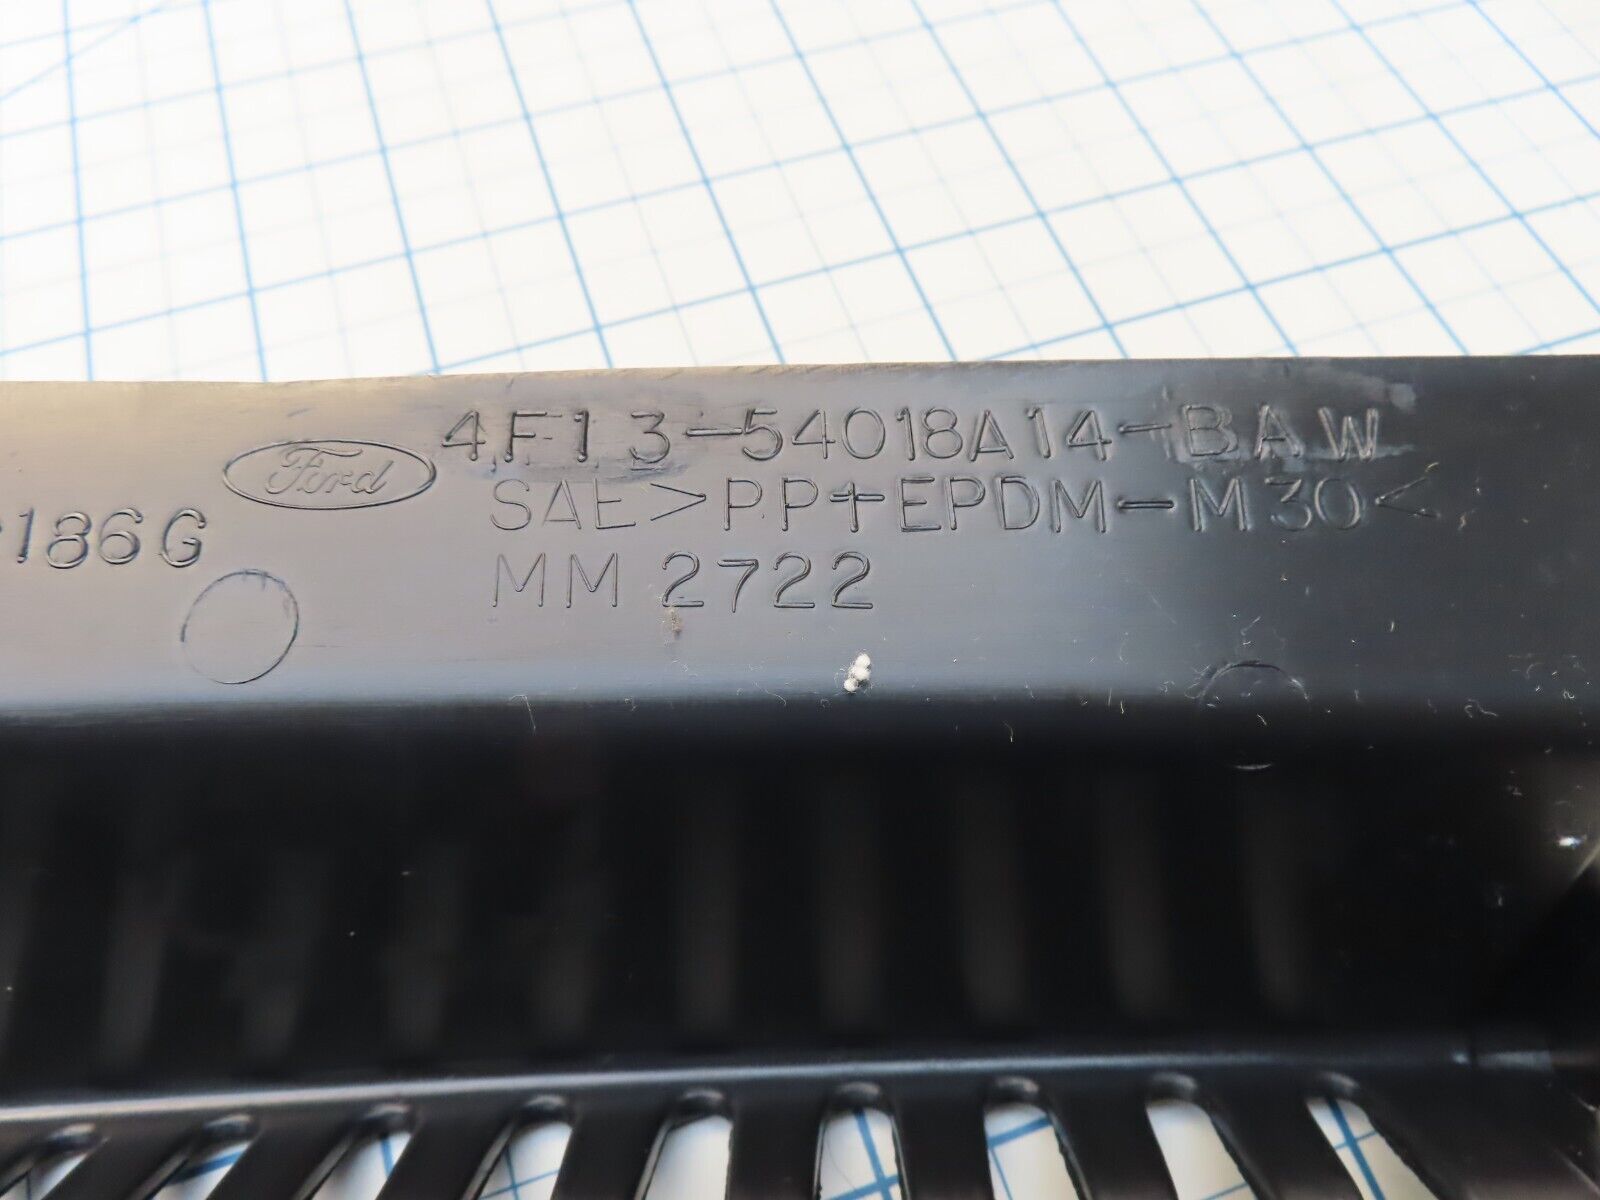 4F13-54018A14-BAW
Ford
SAE>PP+EPDM-M30<
186G
MM 2722